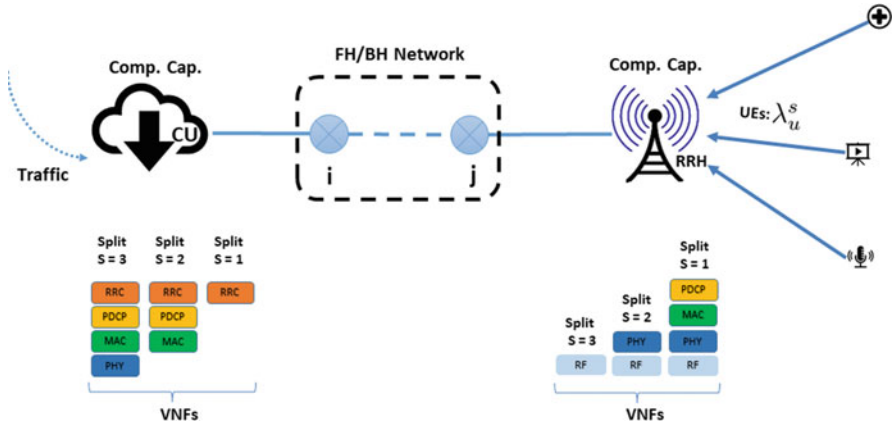 FH/BH Network
Comp. Cap.
Comp. Cap.
CU
UEs: λ_u^s
RRH
Traffic
i
j
Split S = 3
Split S = 2
Split S = 1
RRC
RRC
RRC
PDCP
PDCP
MAC
MAC
PHY
VNFs
Split S = 1
Split S = 2
Split S = 3
PDCP
MAC
PHY
PHY
RF
RF
RF
VNFs